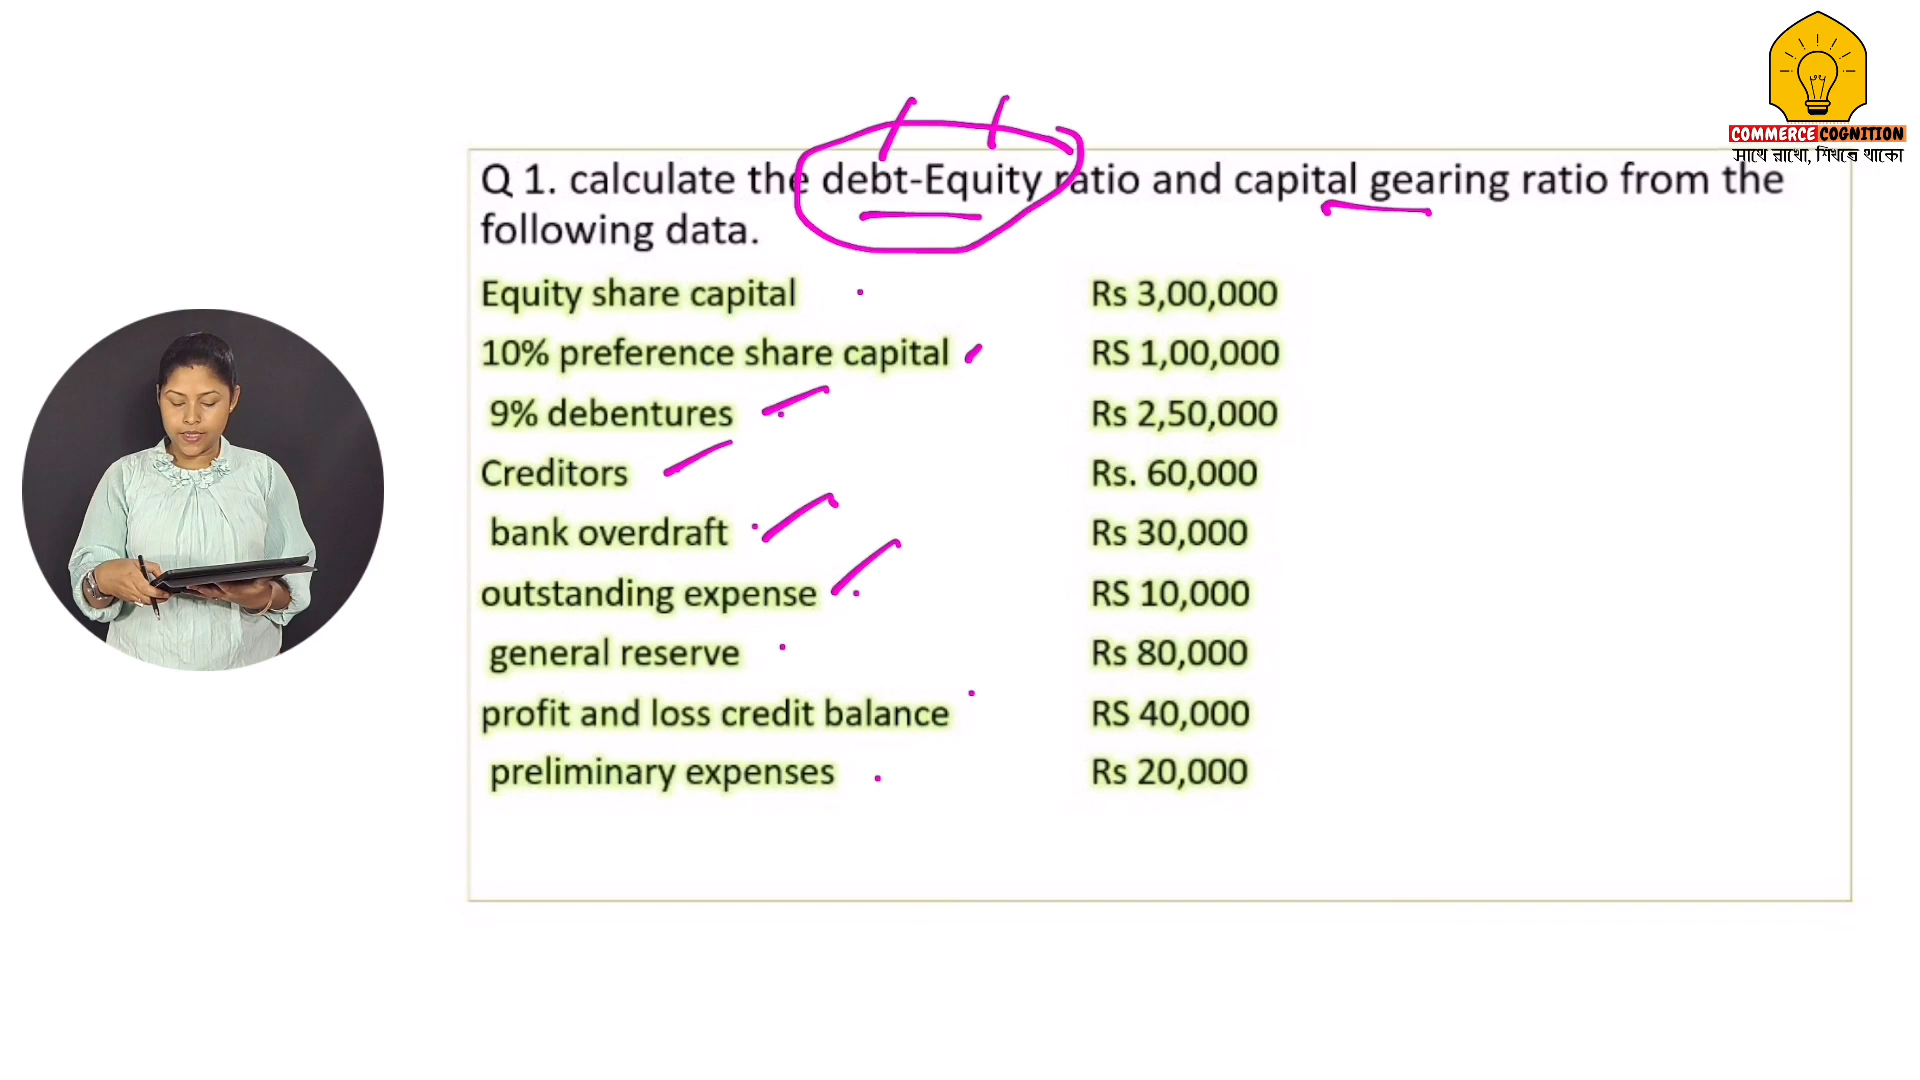 COMMERCE COGNITION
সাথে রাখো, শিখতে থাকো
Q 1. calculate the debt-Equity ratio and capital gearing ratio from the
following data.
Equity share capital Rs 3,00,000
10% preference share capital RS 1,00,000
9% debentures Rs 2,50,000
Creditors Rs. 60,000
bank overdraft Rs 30,000
outstanding expense RS 10,000
general reserve Rs 80,000
profit and loss credit balance RS 40,000
preliminary expenses Rs 20,000